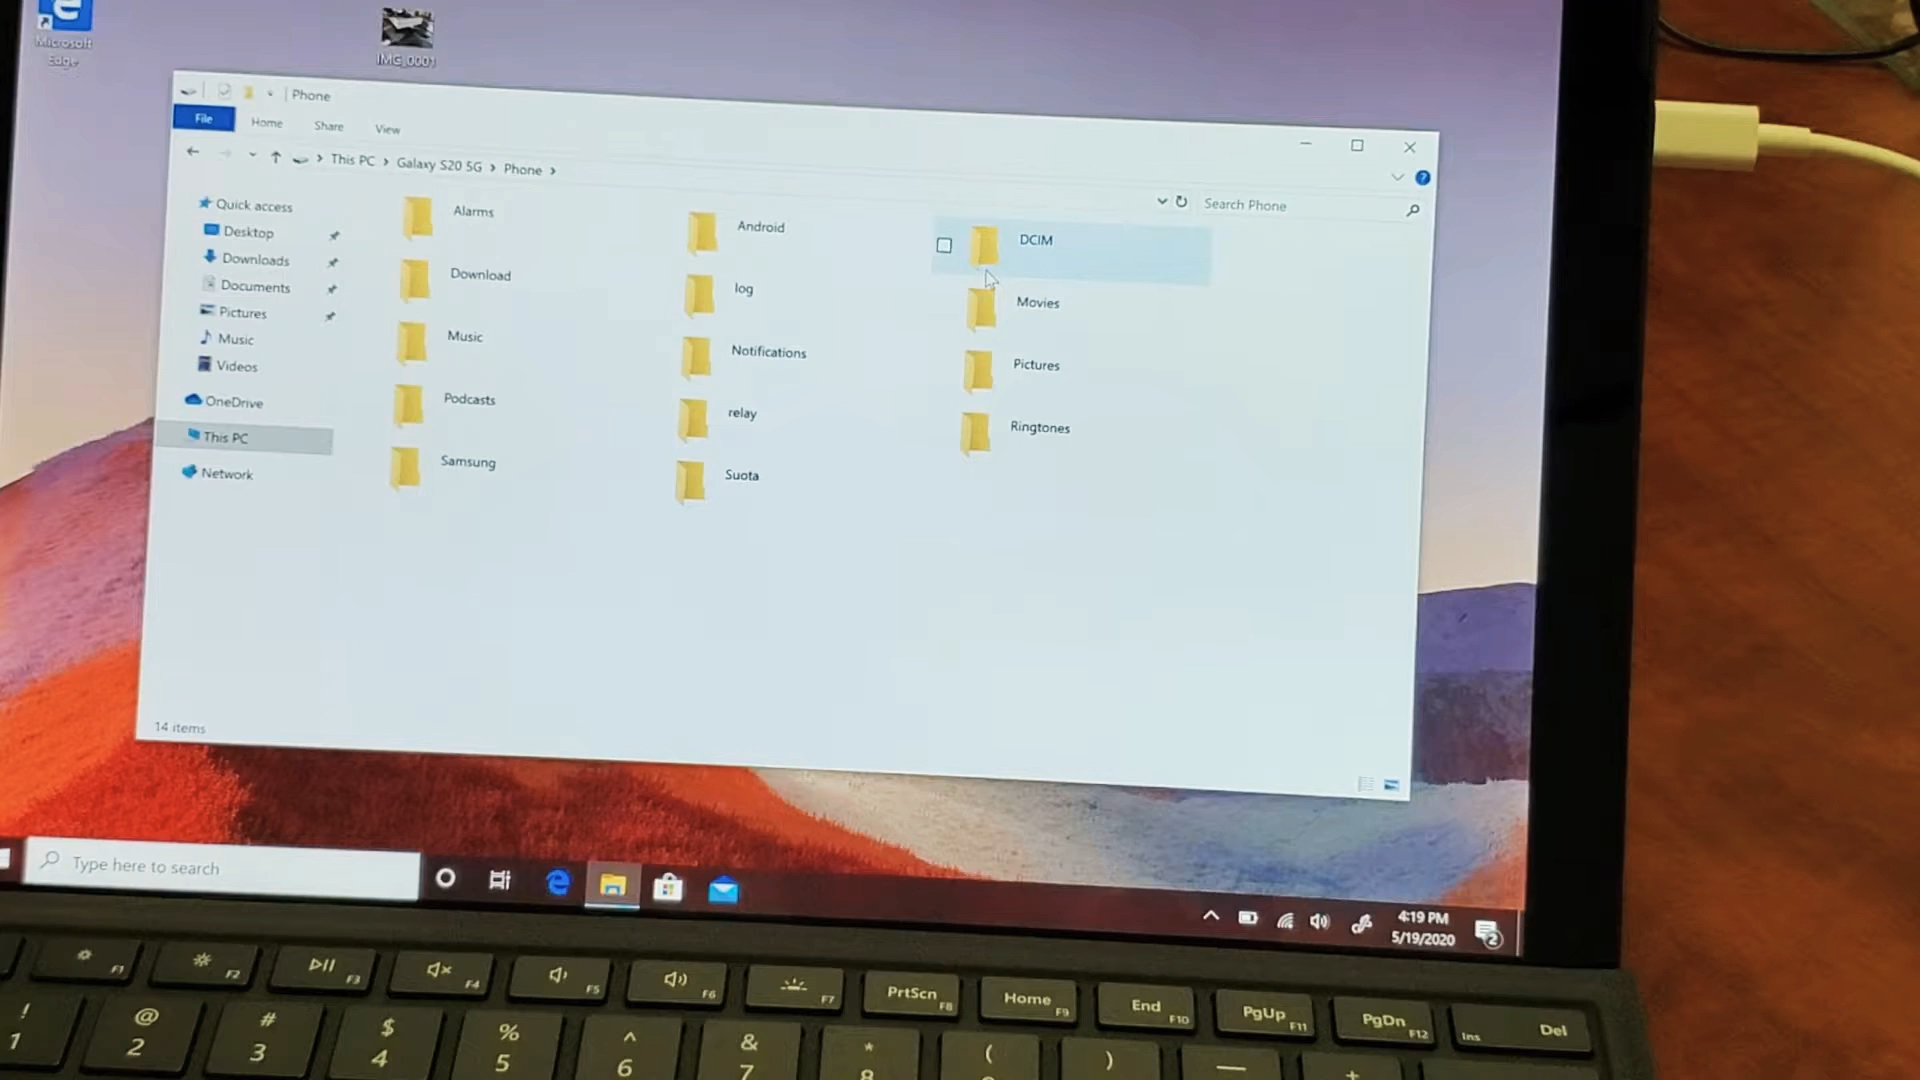 Microsoft
Edge
IMG_0001
Phone
File Home Share View
This PC > Galaxy S20 5G > Phone >
Search Phone
Quick access
Desktop
Downloads
Documents
Pictures
Music
Videos
OneDrive
This PC
Network
Alarms Android DCIM
Download log Movies
Music Notifications Pictures
Podcasts relay Ringtones
Samsung Suota
14 items
Type here to search
4:19 PM
5/19/2020
2
F1 F2 F3 F4 F5 F6 F7 PrtScn F8 Home F9 End F10 PgUp F11 PgDn F12 Ins Del
! @ # $ % ^ & * ( )
1 2 3 4 5 6 7 8